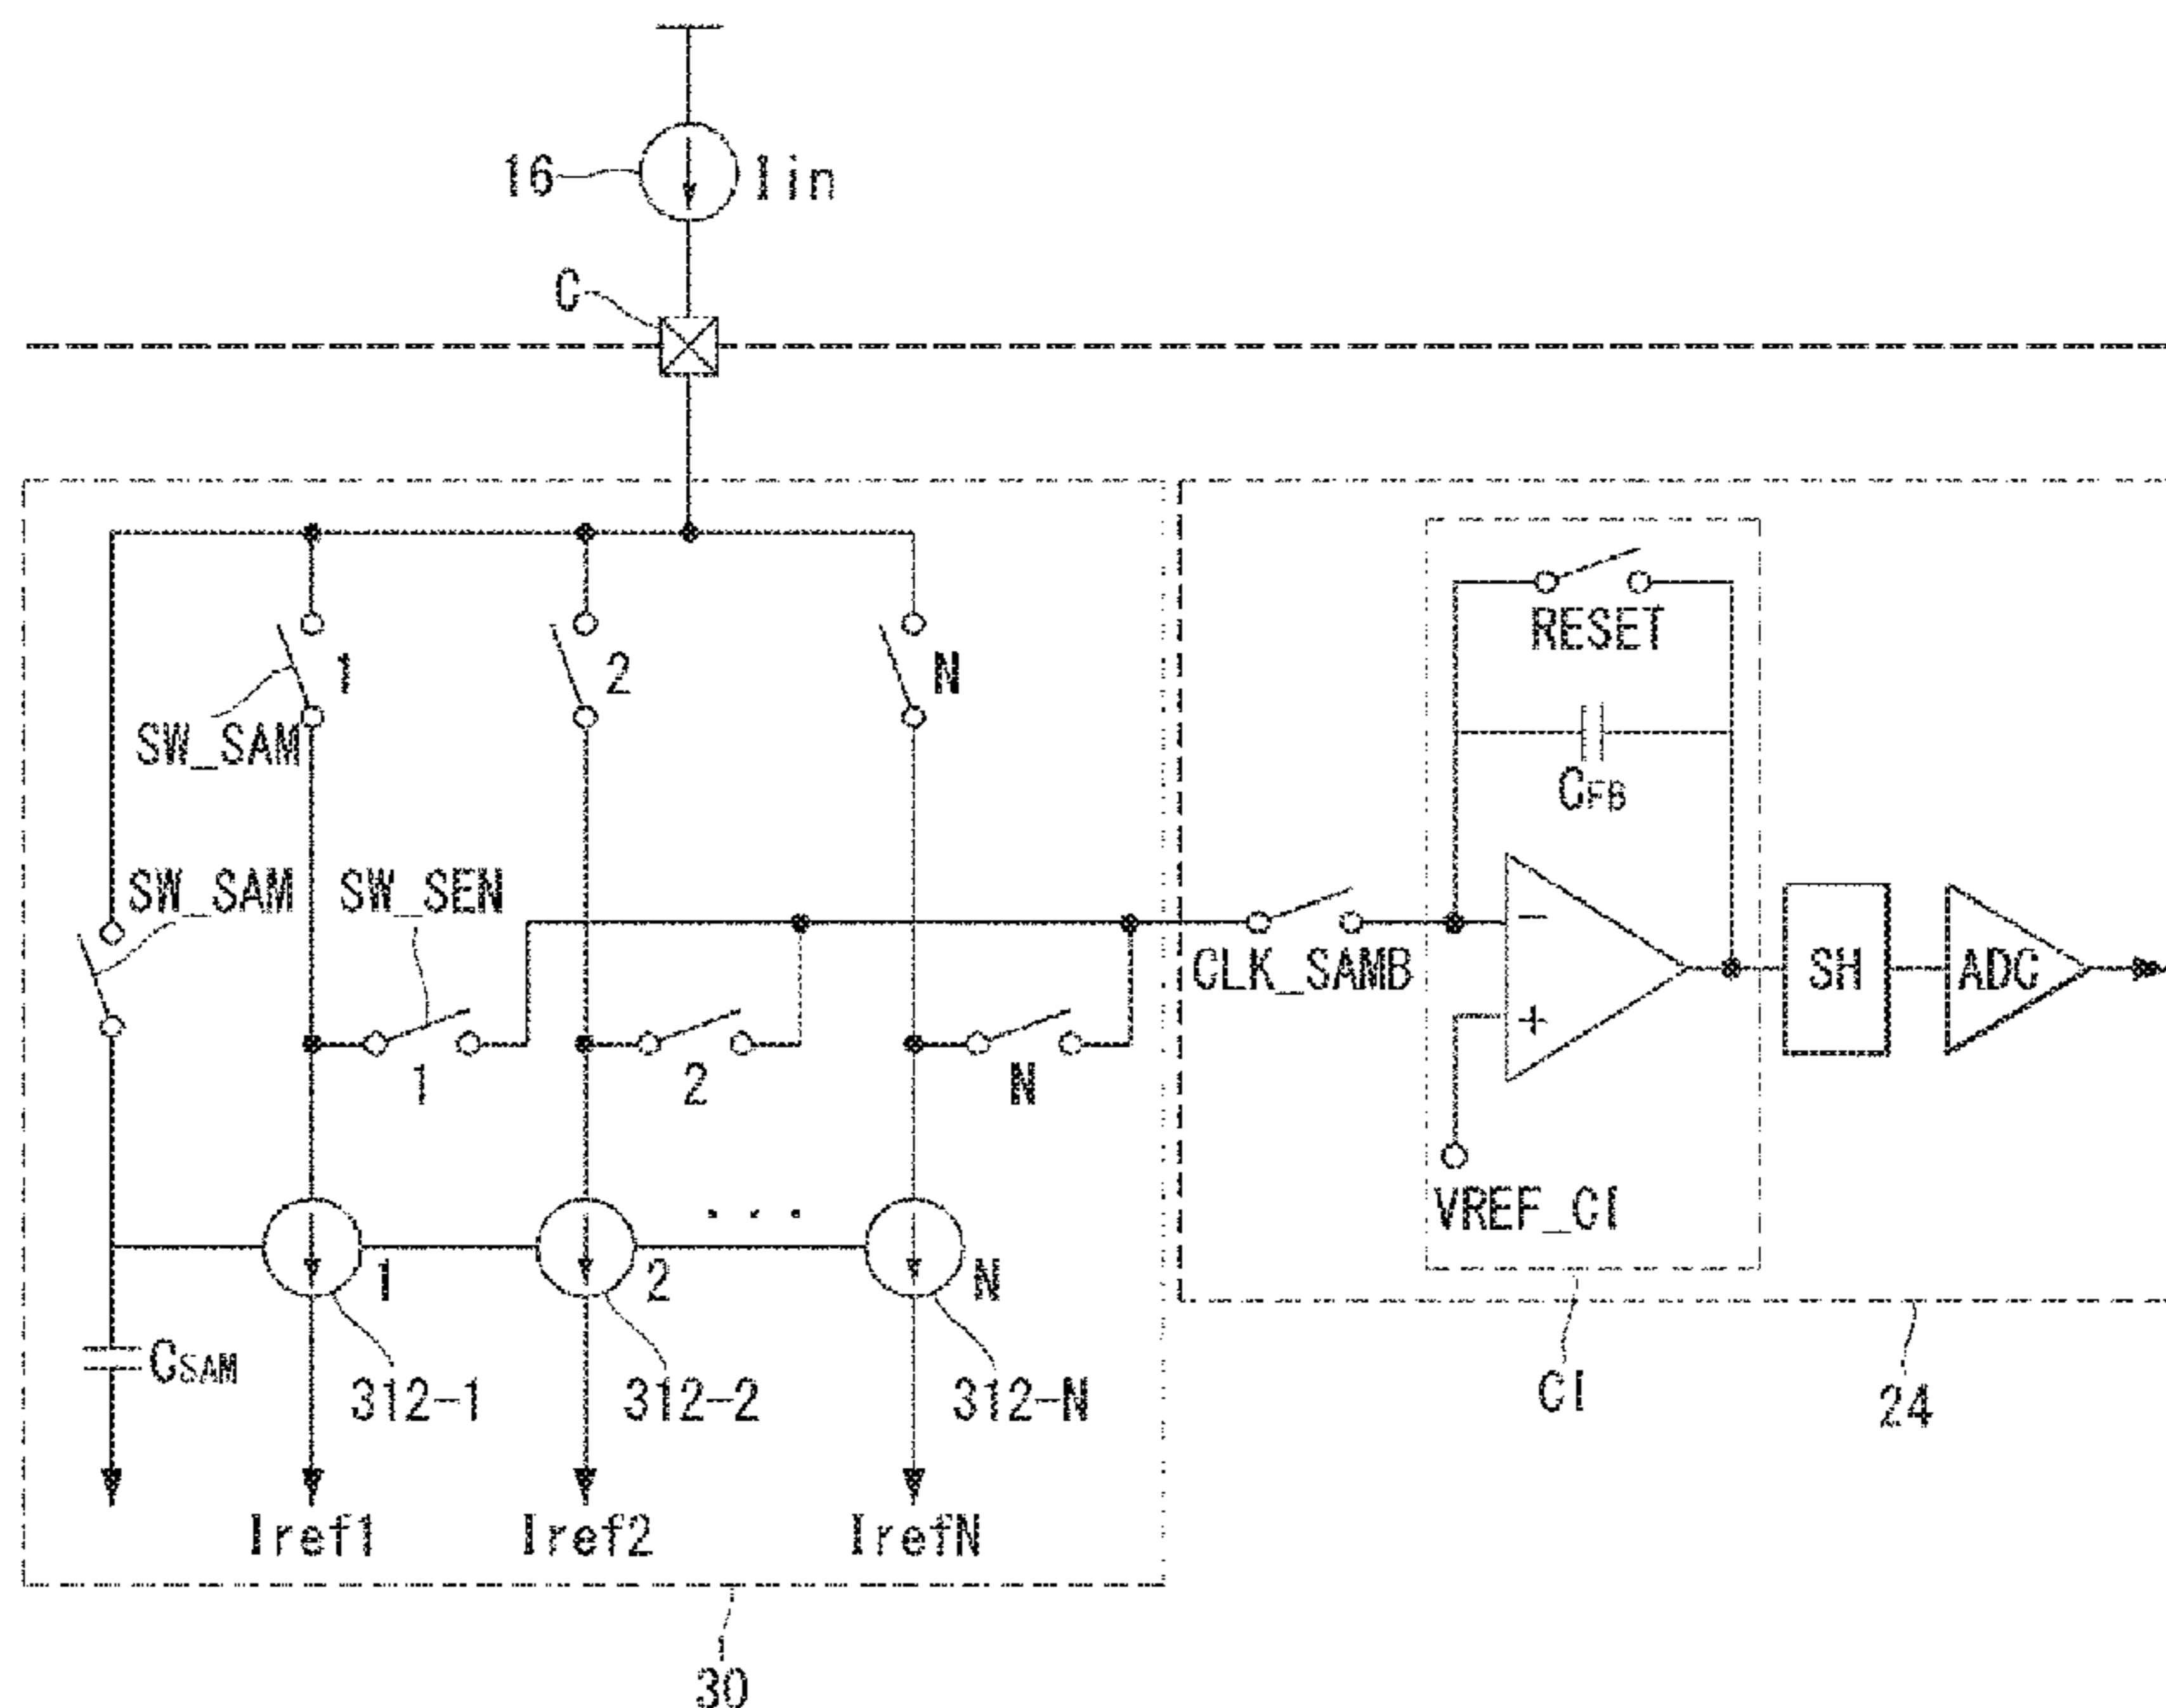 16 Iin
C
RESET
1 2 N
SW_SAM
CFB
SW_SAM SW_SEN
CLK_SAMB
−
SH ADC
+
1 2 N
VREF_CI
. . .
1 2 N
CSAM
312-1 312-2 312-N
CI 24
Iref1 Iref2 IrefN
30